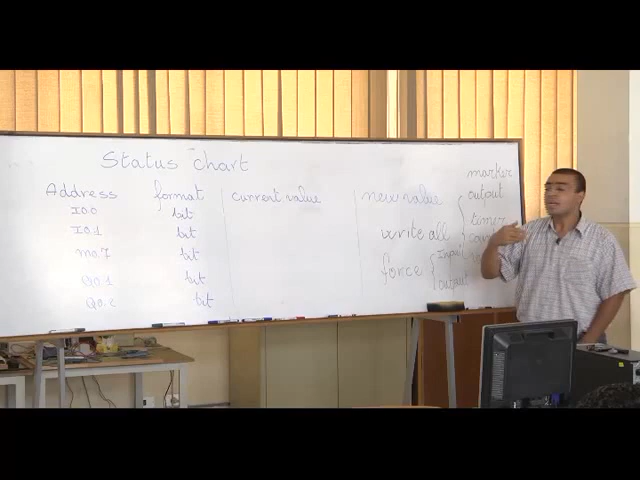 Status chart
Address format current value new value
I0.0 bit
I0.1 bit
m0.7 bit
Q0.1 bit
Q0.2 bit
marker
output
timer
write all
force
Input
output